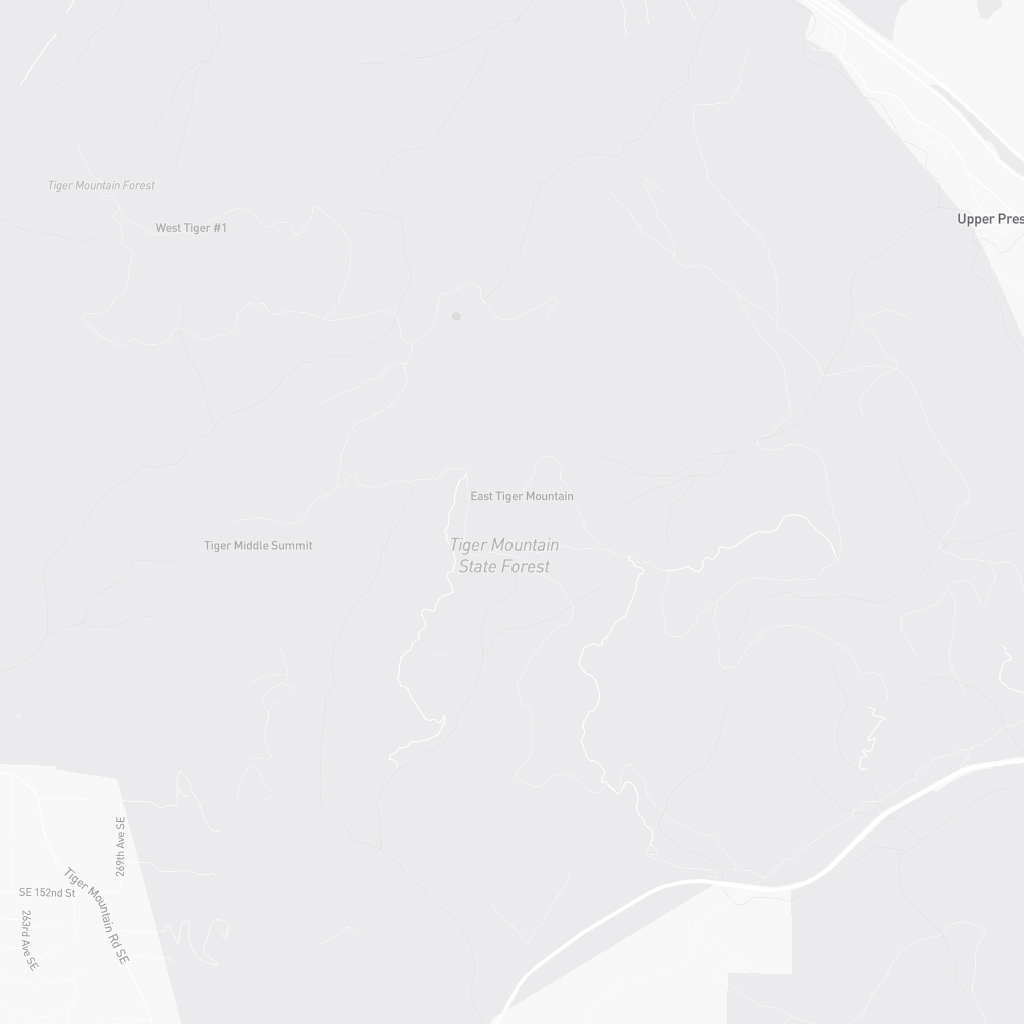 Tiger Mountain Forest
West Tiger #1
Upper Pres
East Tiger Mountain
Tiger Middle Summit
Tiger Mountain
State Forest
269th Ave SE
Tiger Mountain Rd SE
SE 152nd St
263rd Ave SE